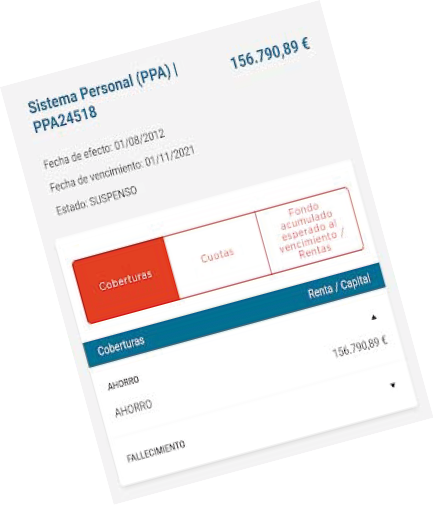 Sistema Personal (PPA) |
PPA24518
156.790,89 €
Fecha de efecto: 01/08/2012
Fecha de vencimiento: 01/11/2021
Estado: SUSPENSO
Coberturas
Cuotas
Fondo
acumulado
esperado al
vencimiento /
Rentas
Coberturas
Renta / Capital
AHORRO
AHORRO
156.790,89 €
FALLECIMIENTO